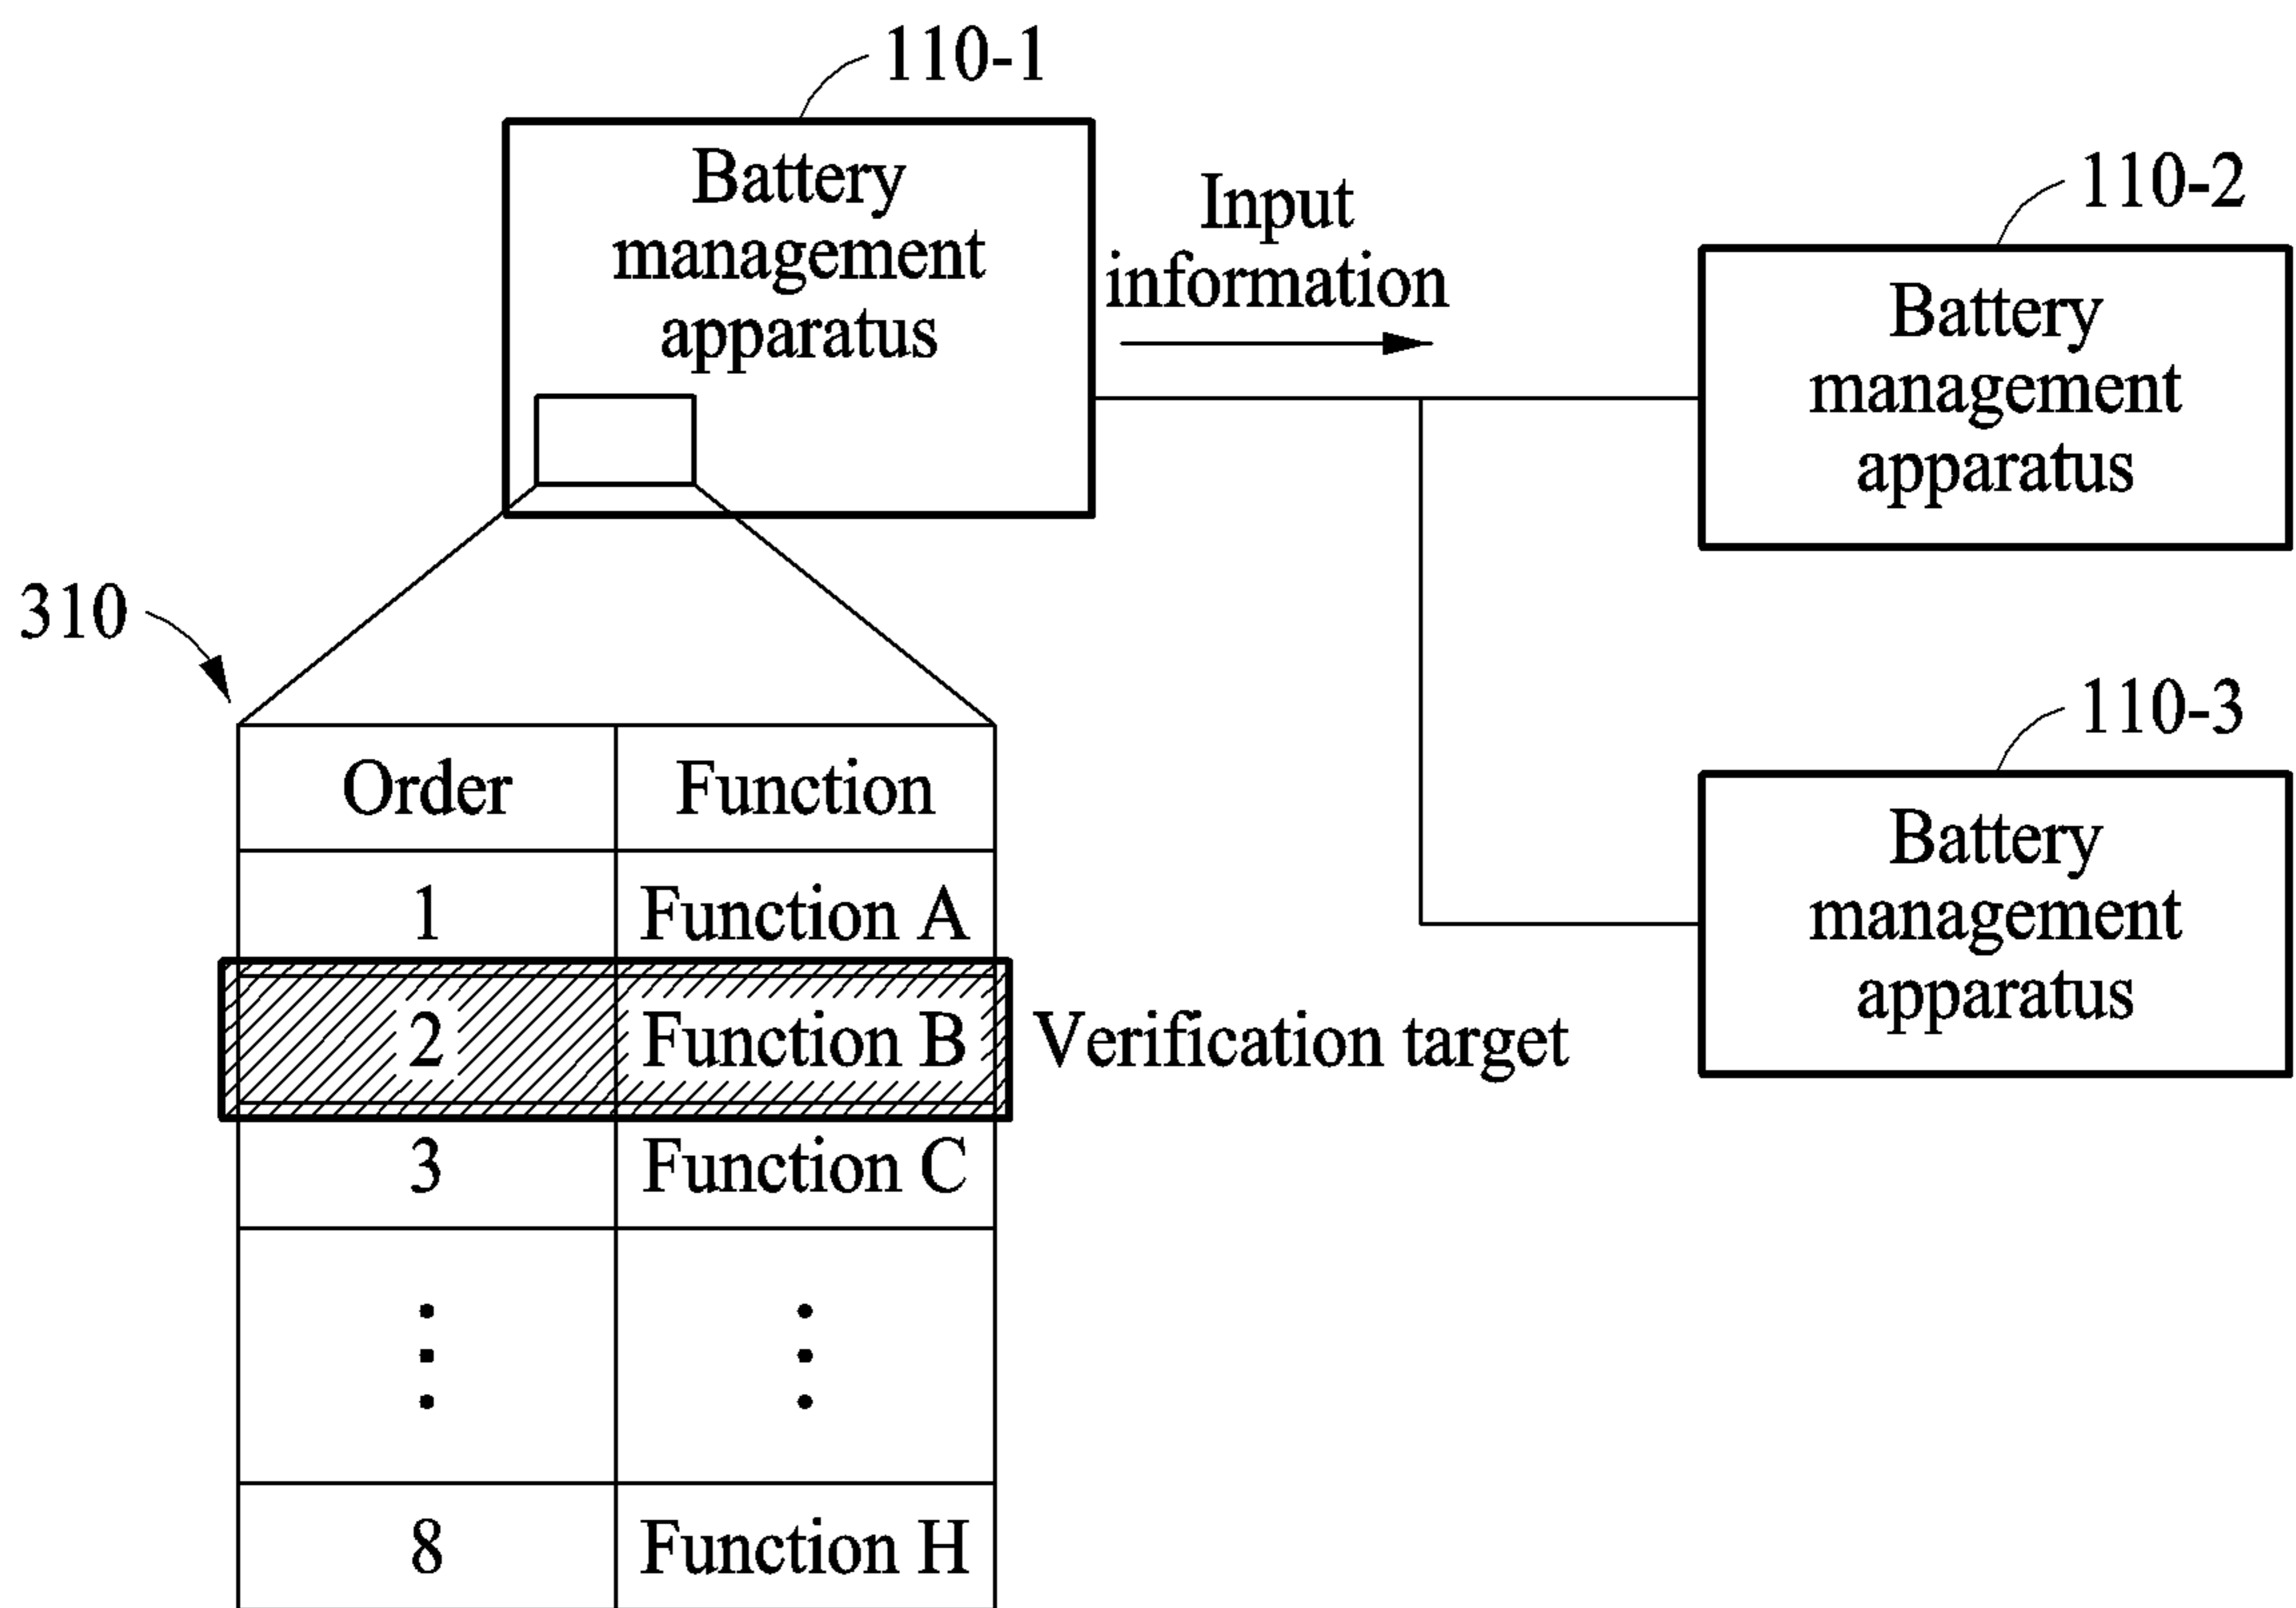 110-1
Battery
management
apparatus
Input
information
110-2
Battery
management
apparatus
310
110-3
Battery
management
apparatus
Order Function
1 Function A
2 Function B Verification target
3 Function C
8 Function H